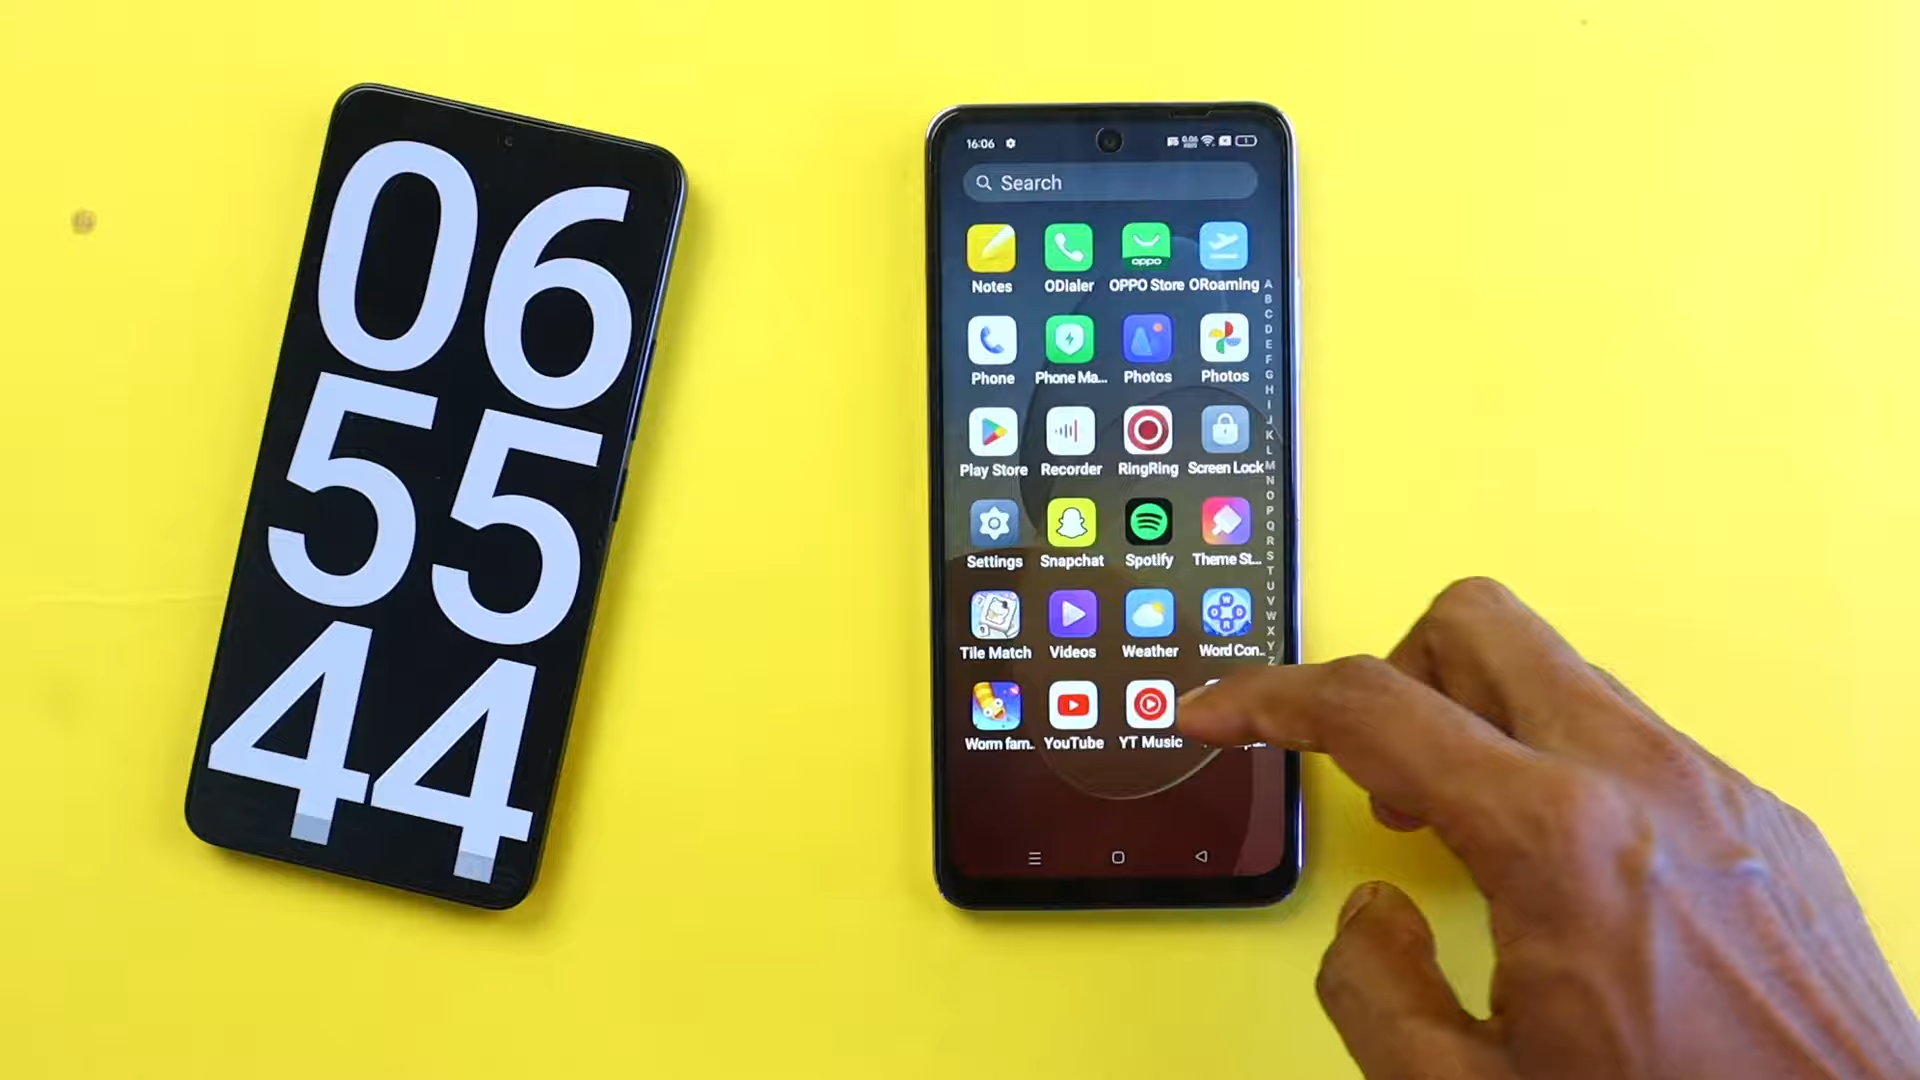 06
55
44
16:06
Search
oppo
Notes
ODialer
OPPO Store
ORoaming
Phone
Phone Ma...
Photos
Photos
Play Store
Recorder
RingRing
Screen Lock
Settings
Snapchat
Spotify
Theme St...
W
O D
R
Tile Match
Videos
Weather
Word Con..
Worm fam..
YouTube
YT Music
A
B
C
D
E
F
G
H
I
J
K
L
M
N
O
P
Q
R
S
T
U
V
W
X
Y
Z